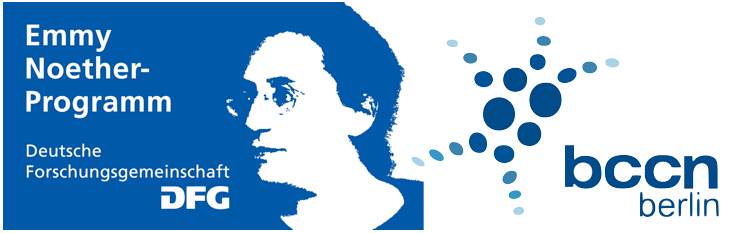 Emmy
Noether-
Programm
Deutsche
Forschungsgemeinschaft
DFG
bccn
berlin